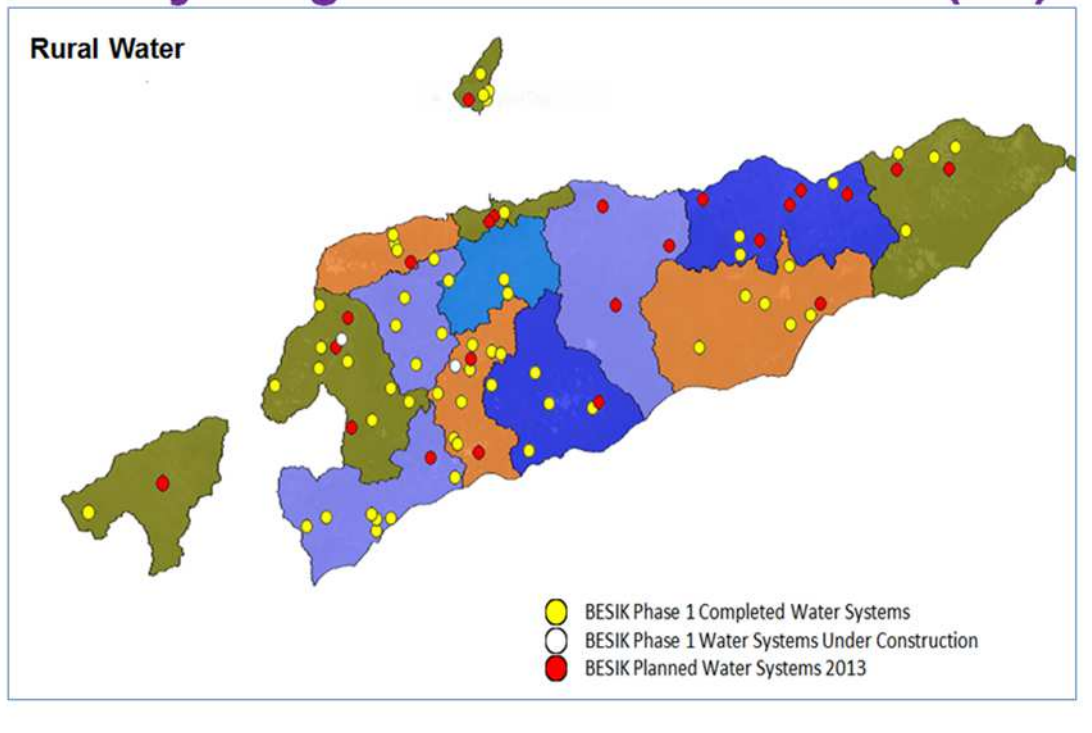 Rural Water
BESIK Phase 1 Completed Water Systems
BESIK Phase 1 Water Systems Under Construction
BESIK Planned Water Systems 2013